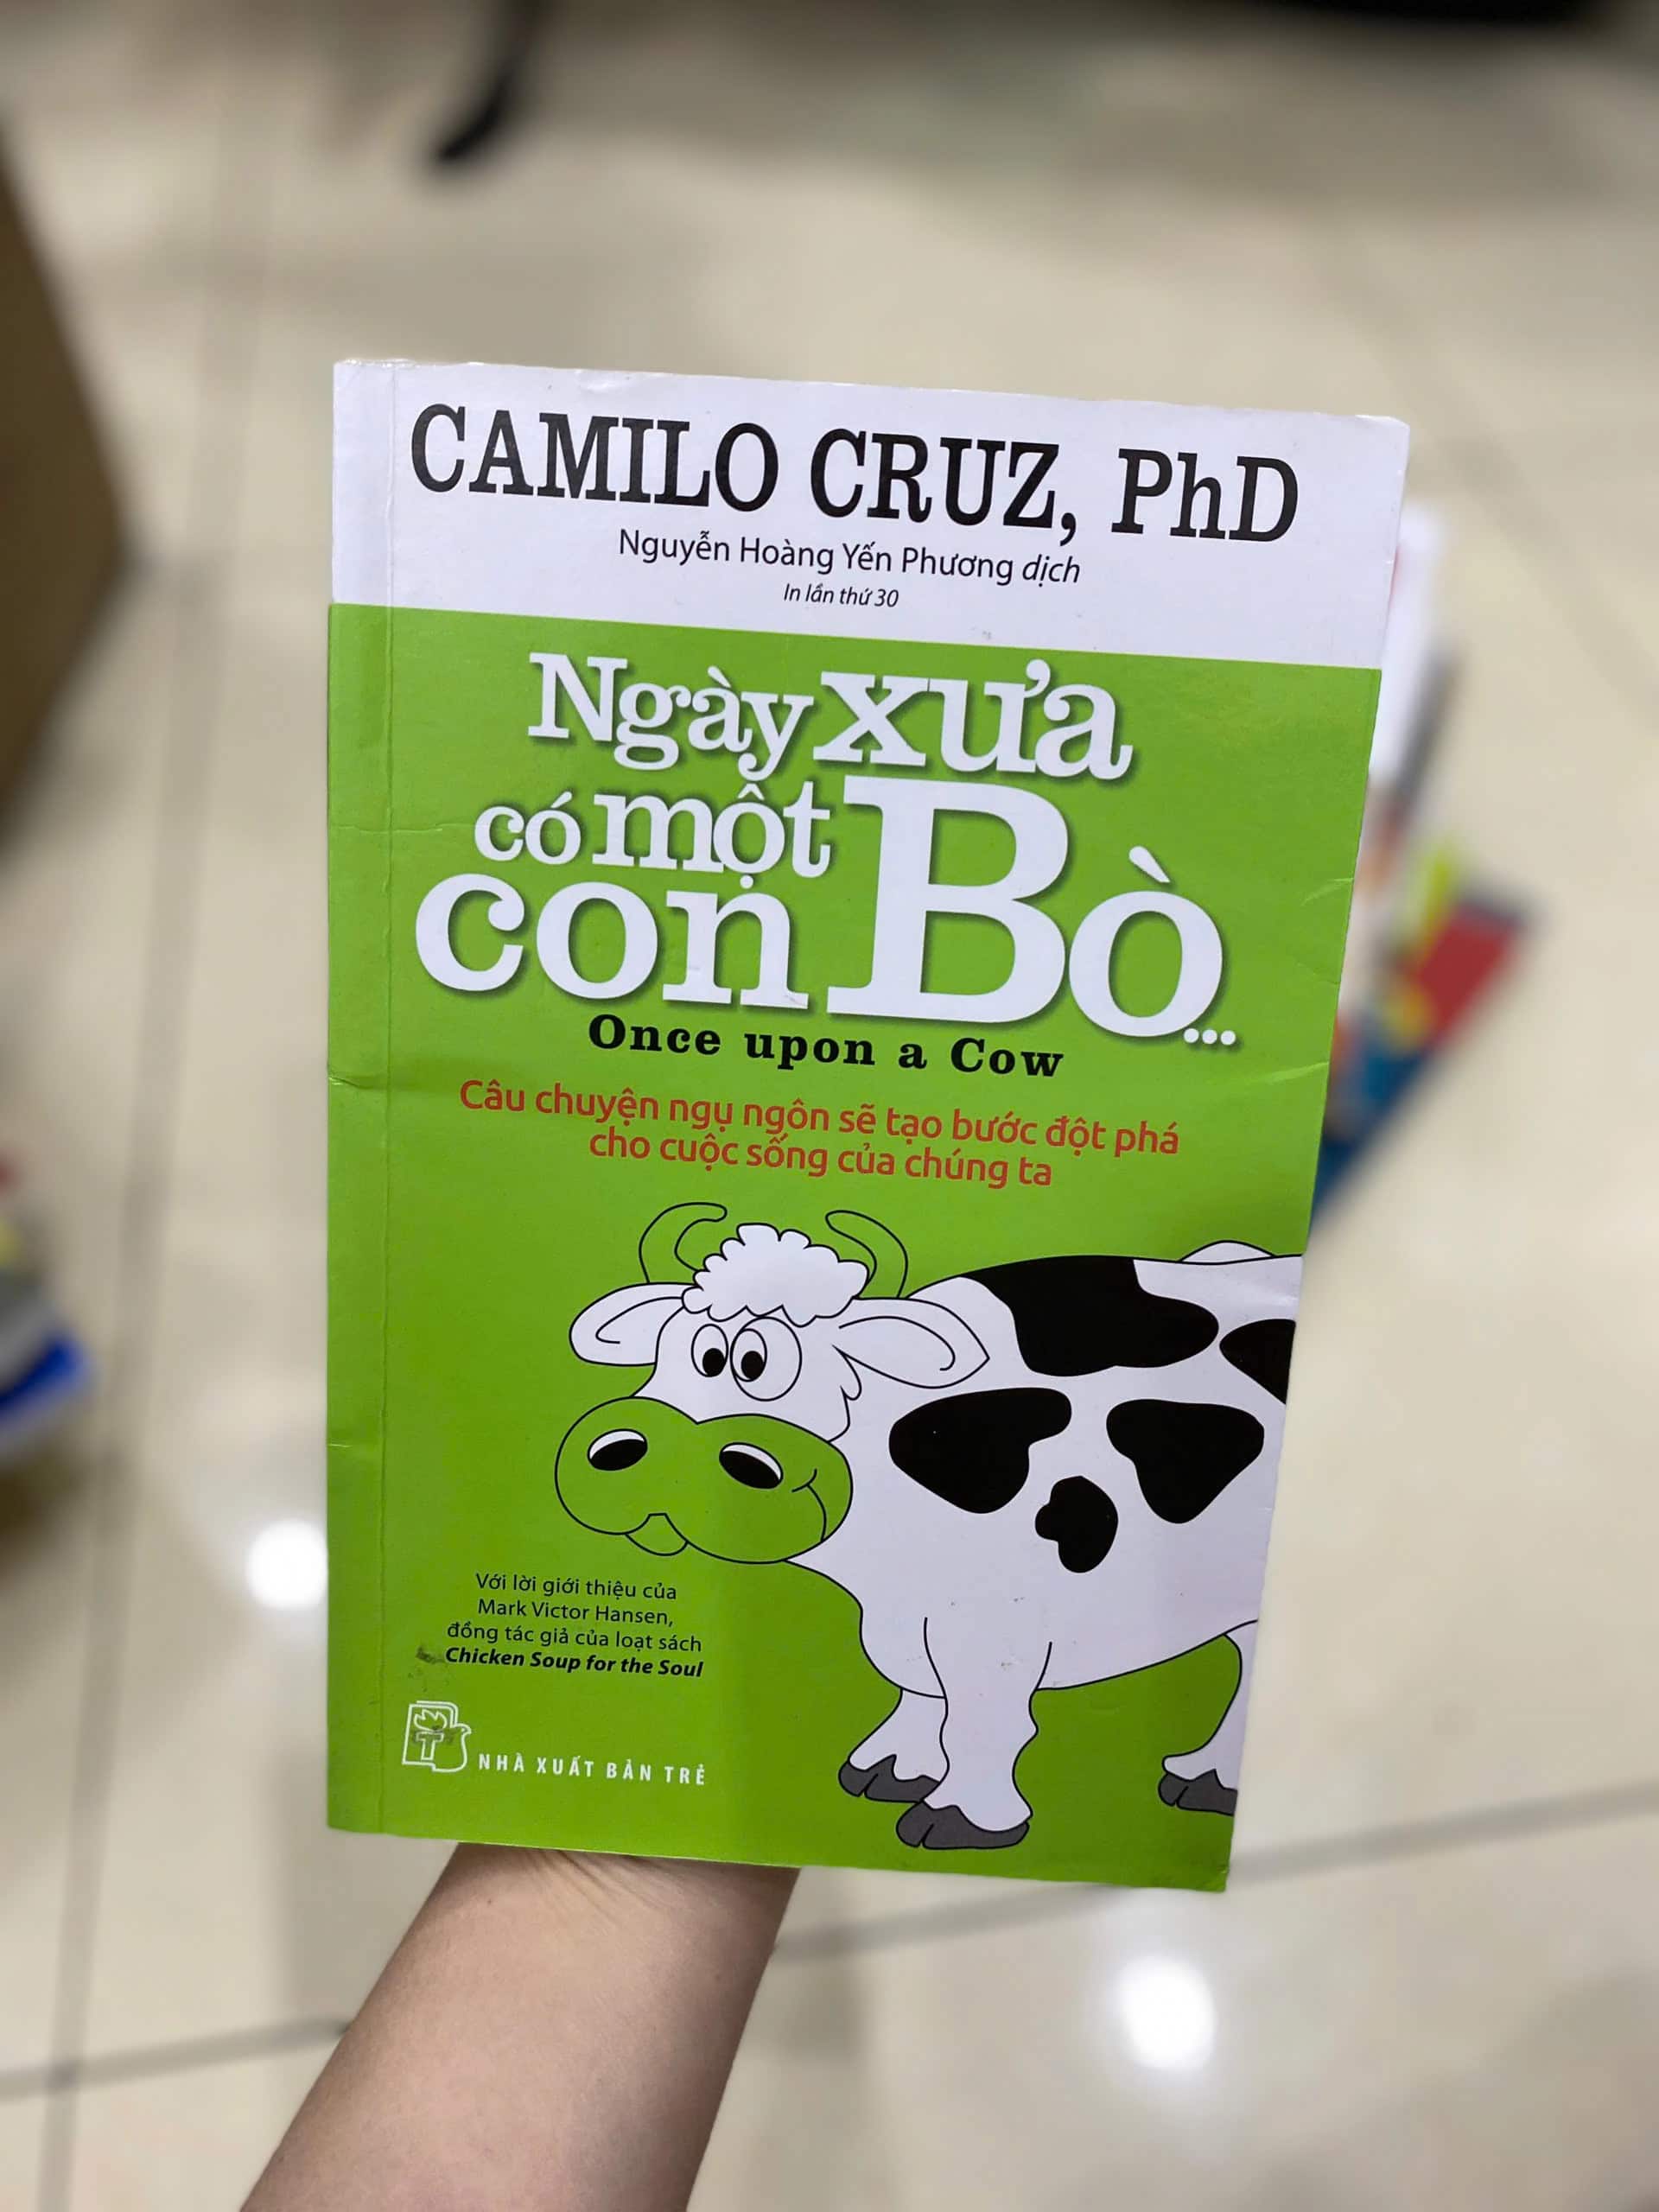 CAMILO CRUZ, PhD
Nguyễn Hoàng Yến Phương dịch
In lần thứ 30
Ngày xưa
có một
con Bò...
Once upon a Cow
Câu chuyện ngụ ngôn sẽ tạo bước đột phá
cho cuộc sống của chúng ta
Với lời giới thiệu của
Mark Victor Hansen,
đồng tác giả của loạt sách
Chicken Soup for the Soul
NHÀ XUẤT BẢN TRẺ